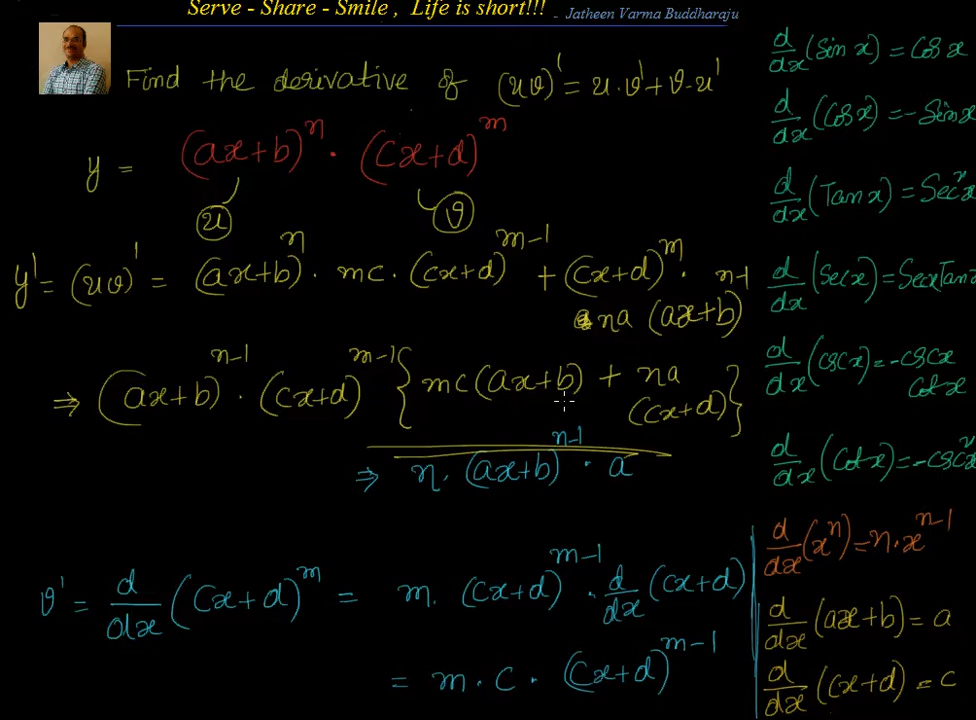 Serve - Share - Smile , Life is short!!! - Jatheen Varma Buddharaju
Find the derivative of (uv)' = u.v' + v.u'
y = (ax+b)^n . (cx+d)^m
u v
y' = (uv)' = (ax+b)^n . mc . (cx+d)^{m-1} + (cx+d)^m .
na (ax+b)^{n-1}
⇒ (ax+b)^{n-1} . (cx+d)^{m-1} { mc(ax+b) + na
(cx+d) }
⇒ n . (ax+b)^{n-1} . a
v' = d/dx ((cx+d)^m = m . (cx+d)^{m-1} . d/dx (cx+d)
= m . c . (cx+d)^{m-1}
d/dx (Sin x) = Cos x
d/dx (Cos x) = -Sin x
d/dx (Tan x) = Sec²x
d/dx (Sec x) = Secx Tan
d/dx (Cscx) = -Cscx
Cot x
d/dx (Cot x) = -Csc²x
d/dx (x^n) = n.x^{n-1}
d/dx (ax+b) = a
d/dx (cx+d) = c